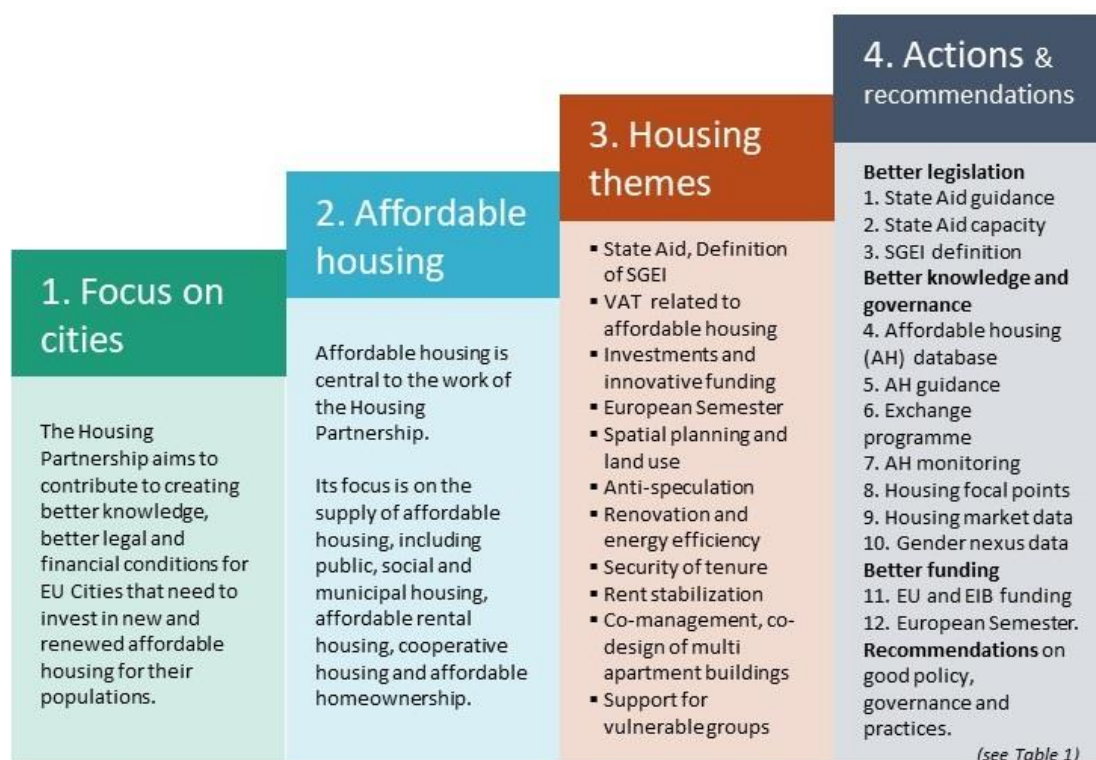 1. Focus on
cities
The Housing
Partnership aims to
contribute to creating
better knowledge,
better legal and
financial conditions for
EU Cities that need to
invest in new and
renewed affordable
housing for their
populations.
2. Affordable
housing
Affordable housing is
central to the work of
the Housing
Partnership.
Its focus is on the
supply of affordable
housing, including
public, social and
municipal housing,
affordable rental
housing, cooperative
housing and affordable
homeownership.
3. Housing
themes
▪ State Aid, Definition
of SGEI
▪ VAT related to
affordable housing
▪ Investments and
innovative funding
▪ European Semester
▪ Spatial planning and
land use
▪ Anti-speculation
▪ Renovation and
energy efficiency
▪ Security of tenure
▪ Rent stabilization
▪ Co-management, co-
design of multi
apartment buildings
▪ Support for
vulnerable groups
4. Actions &
recommendations
Better legislation
1. State Aid guidance
2. State Aid capacity
3. SGEI definition
Better knowledge and
governance
4. Affordable housing
(AH) database
5. AH guidance
6. Exchange
programme
7. AH monitoring
8. Housing focal points
9. Housing market data
10. Gender nexus data
Better funding
11. EU and EIB funding
12. European Semester.
Recommendations on
good policy,
governance and
practices.
(see Table 1)